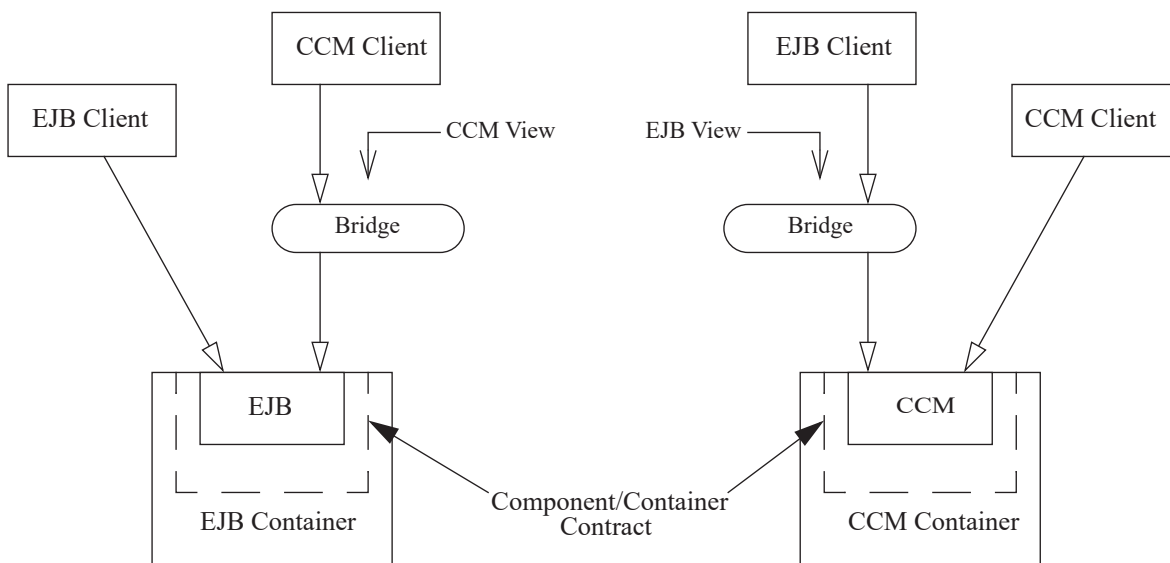 CCM Client
EJB Client
EJB Client
CCM Client
CCM View
EJB View
Bridge
Bridge
EJB
CCM
Component/Container
Contract
EJB Container
CCM Container